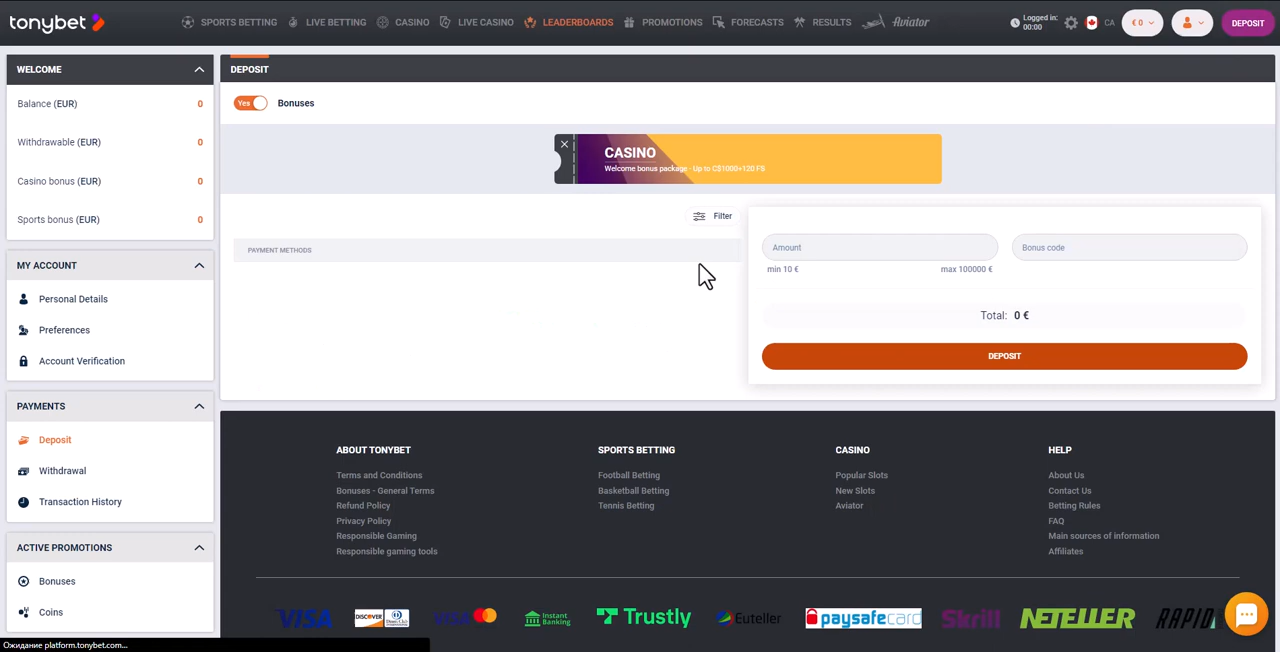 tonybet
SPORTS BETTING LIVE BETTING CASINO LIVE CASINO LEADERBOARDS PROMOTIONS FORECASTS RESULTS Aviator
Logged in:
00:00
CA
€ 0
DEPOSIT
WELCOME
Balance (EUR) 0
Withdrawable (EUR) 0
Casino bonus (EUR) 0
Sports bonus (EUR) 0
MY ACCOUNT
Personal Details
Preferences
Account Verification
PAYMENTS
Deposit
Withdrawal
Transaction History
ACTIVE PROMOTIONS
Bonuses
Coins
DEPOSIT
Yes Bonuses
CASINO
Welcome bonus package - Up to C$1000+120 FS
Filter
PAYMENT METHODS
Amount
min 10 € max 100000 €
Bonus code
Total: 0 €
DEPOSIT
ABOUT TONYBET
Terms and Conditions
Bonuses - General Terms
Refund Policy
Privacy Policy
Responsible Gaming
Responsible gaming tools
SPORTS BETTING
Football Betting
Basketball Betting
Tennis Betting
CASINO
Popular Slots
New Slots
Aviator
HELP
About Us
Contact Us
Betting Rules
FAQ
Main sources of information
Affiliates
VISA DISCOVER VISA Instant Banking Trustly Euteller paysafecard Skrill NETELLER RAPID
Ожидание platform.tonybet.com...